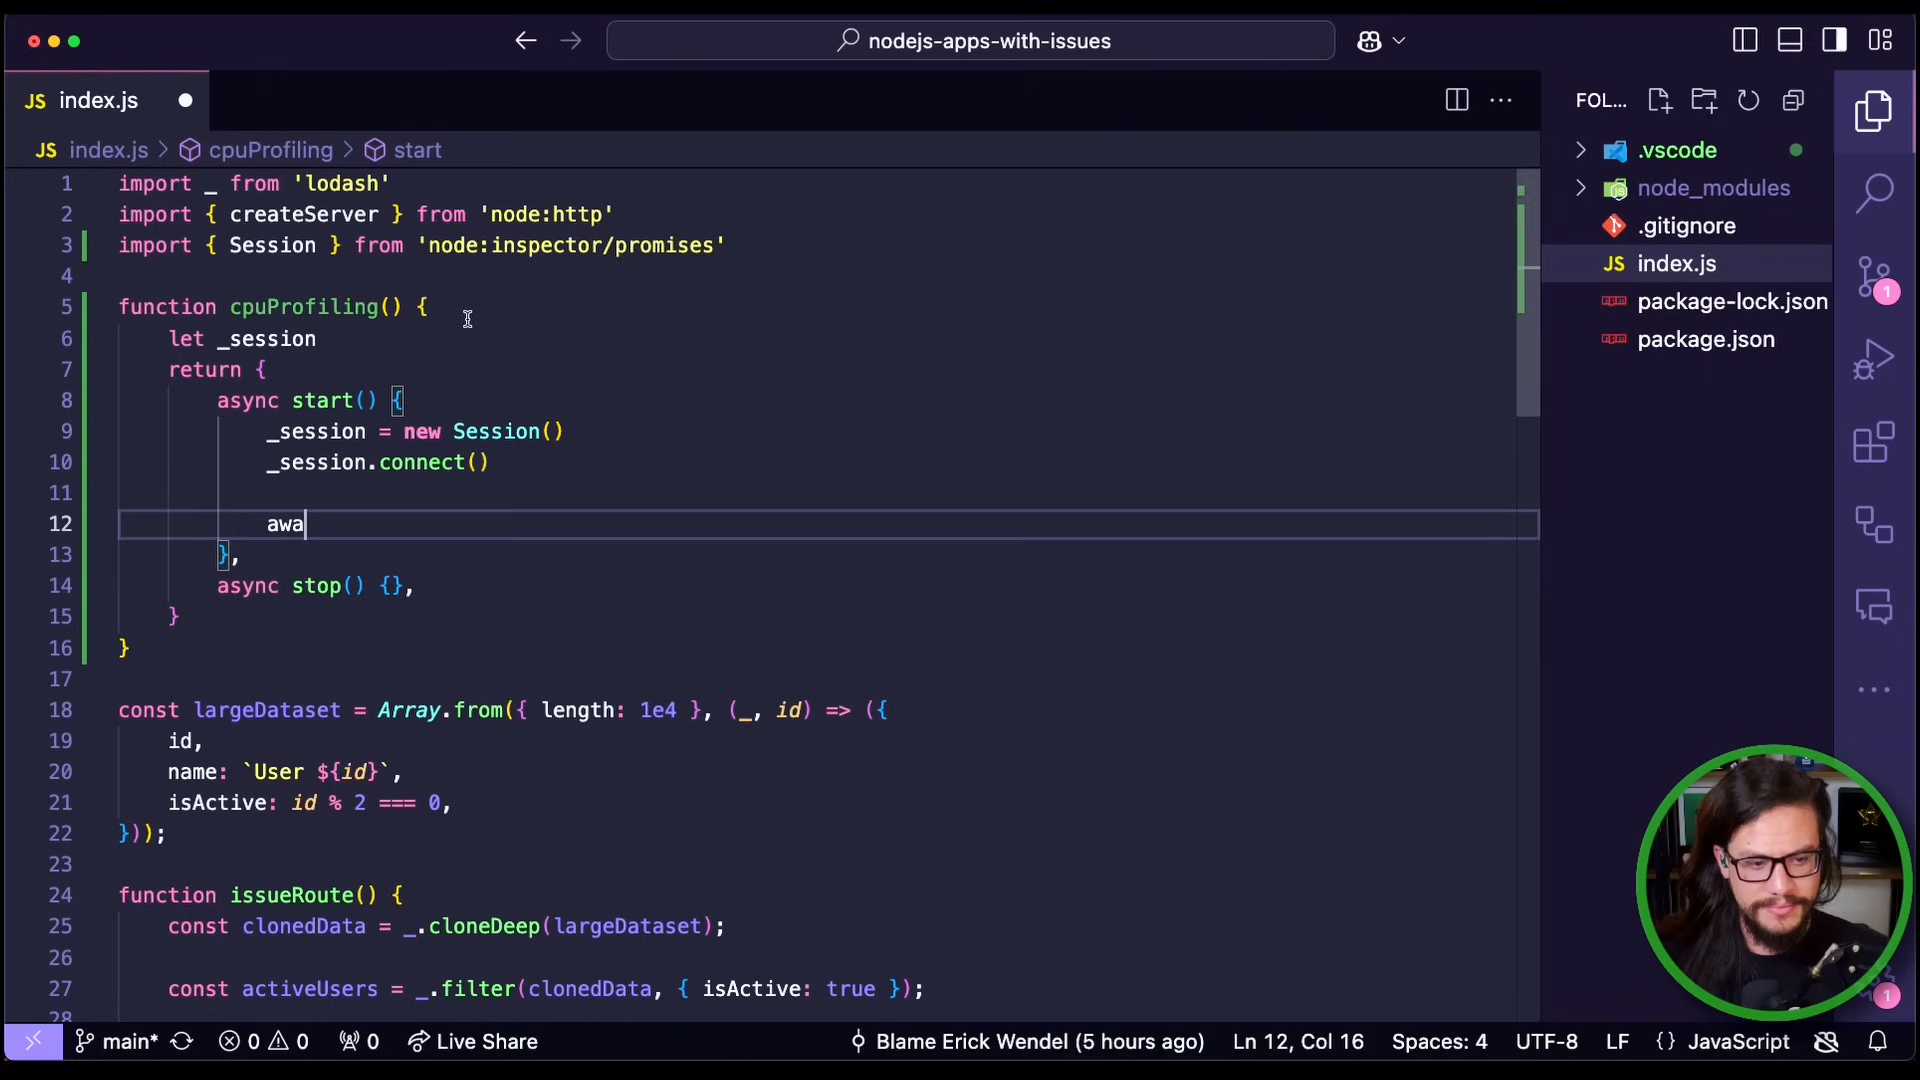 nodejs-apps-with-issues
JS index.js
FOL...
JS index.js > cpuProfiling > start
1 import _ from 'lodash'
2 import { createServer } from 'node:http'
3 import { Session } from 'node:inspector/promises'
4
5 function cpuProfiling() {
6 let _session
7 return {
8 async start() {
9 _session = new Session()
10 _session.connect()
11
12 awa
13 },
14 async stop() {},
15 }
16 }
17
18 const largeDataset = Array.from({ length: 1e4 }, (_, id) => ({
19 id,
20 name: `User ${id}`,
21 isActive: id % 2 === 0,
22 }));
23
24 function issueRoute() {
25 const clonedData = _.cloneDeep(largeDataset);
26
27 const activeUsers = _.filter(clonedData, { isActive: true });
28
.vscode
node_modules
.gitignore
JS index.js
package-lock.json
package.json
1
1
main* 0 0 0 Live Share Blame Erick Wendel (5 hours ago) Ln 12, Col 16 Spaces: 4 UTF-8 LF {} JavaScript